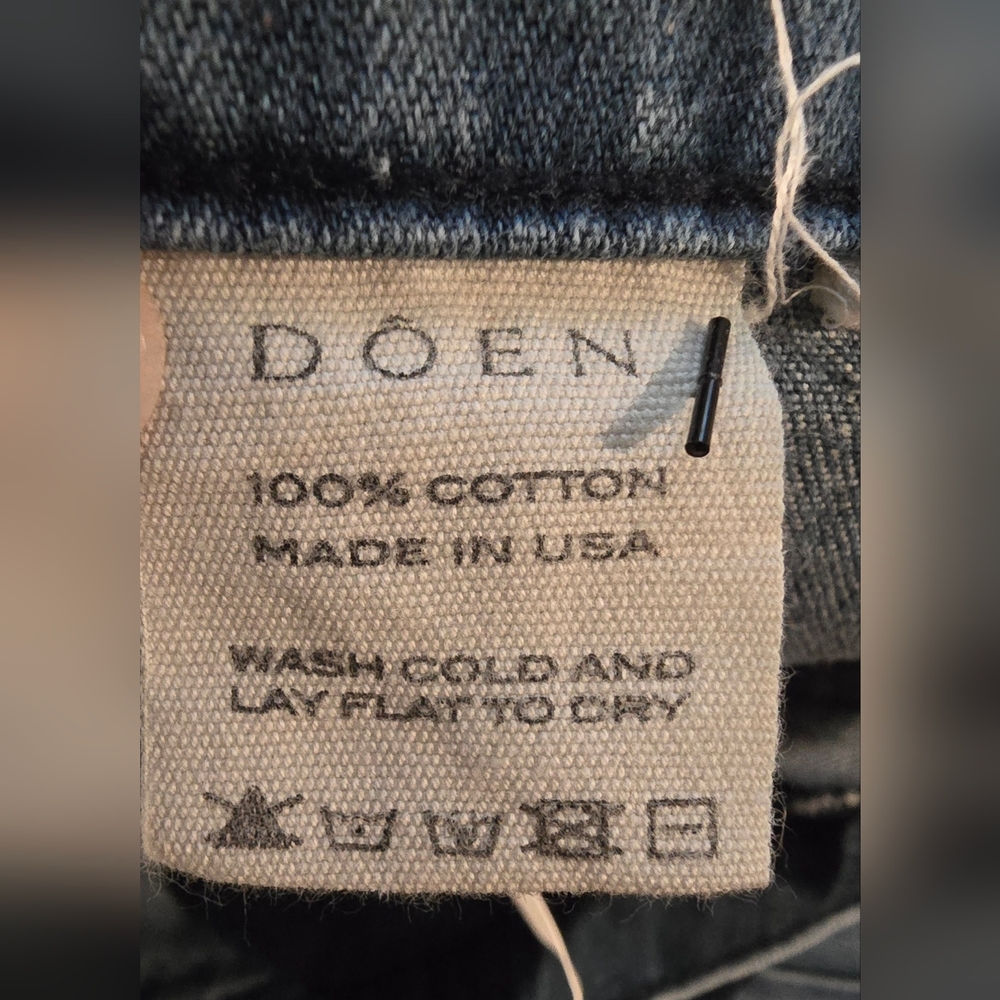 DÔEN
100% COTTON
MADE IN USA
WASH COLD AND
LAY FLAT TO DRY